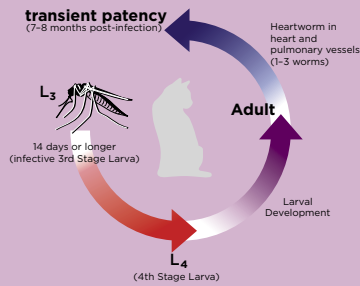 transient patency
(7–8 months post-infection)
Heartworm in
heart and
pulmonary vessels
(1–3 worms)
L3
Adult
14 days or longer
(infective 3rd Stage Larva)
Larval
Development
L4
(4th Stage Larva)